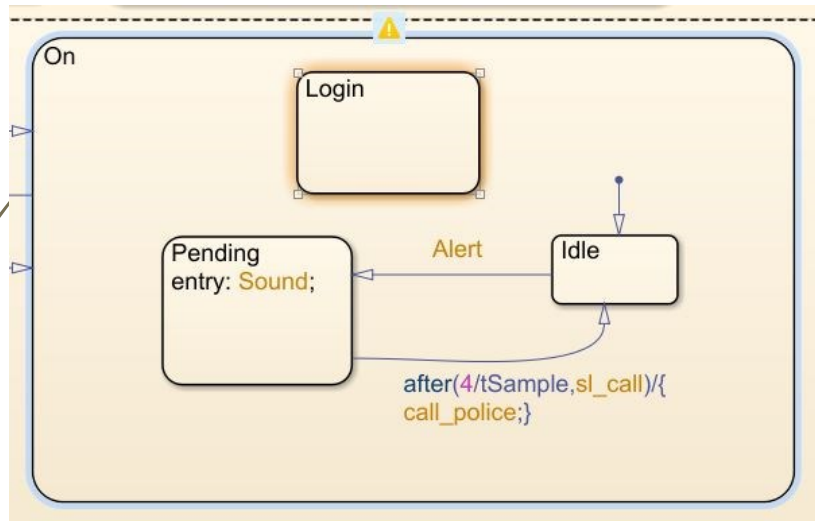 On
Login
Pending
entry: Sound;
Alert
Idle
after(4/tSample,sl_call)/{
call_police;}